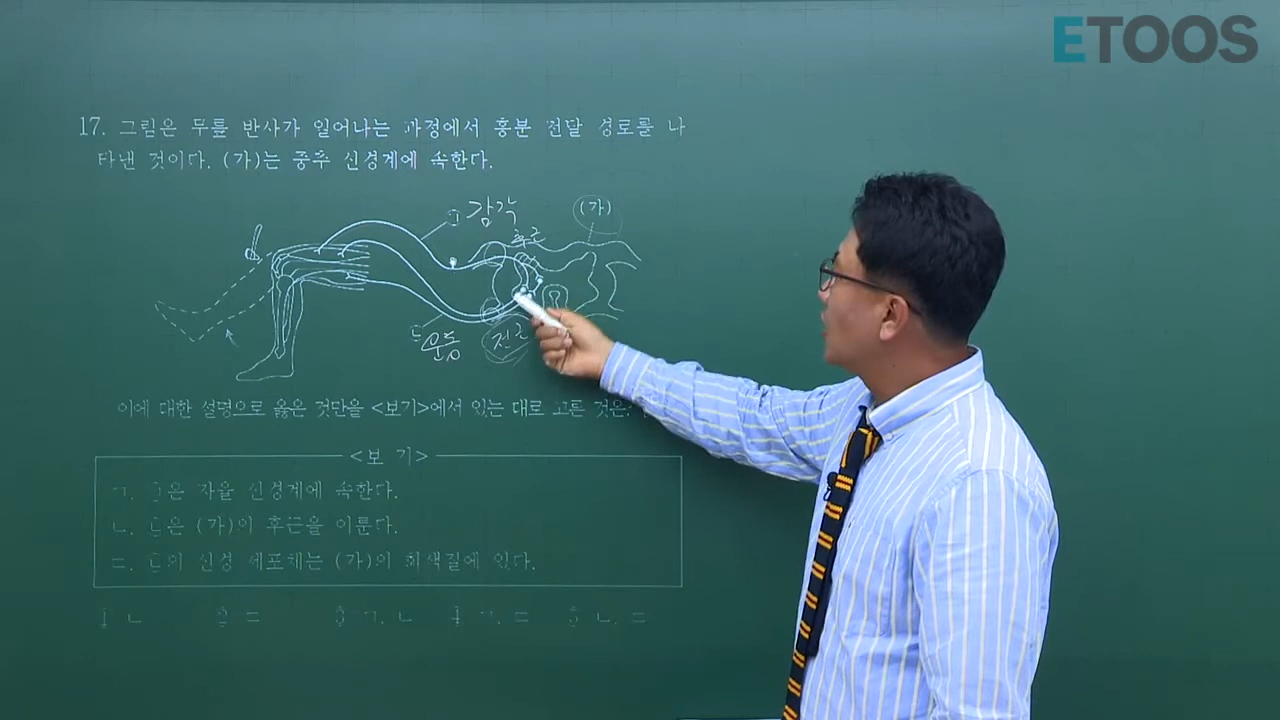 ETOOS
17. 그림은 무릎 반사가 일어나는 과정에서 흥분 전달 경로를 나
타낸 것이다. (가)는 중추 신경계에 속한다.
㉠ 감각
(가)
후근
㉡
운동
전근
이에 대한 설명으로 옳은 것만을 <보기>에서 있는 대로 고른 것은?
<보 기>
ㄱ. ㉠은 자율 신경계에 속한다.
ㄴ. ㉡은 (가)의 후근을 이룬다.
ㄷ. ㉡의 신경 세포체는 (가)의 회색질에 있다.
① ㄴ ② ㄷ ③ ㄱ, ㄴ ④ ㄱ, ㄷ ⑤ ㄴ, ㄷ